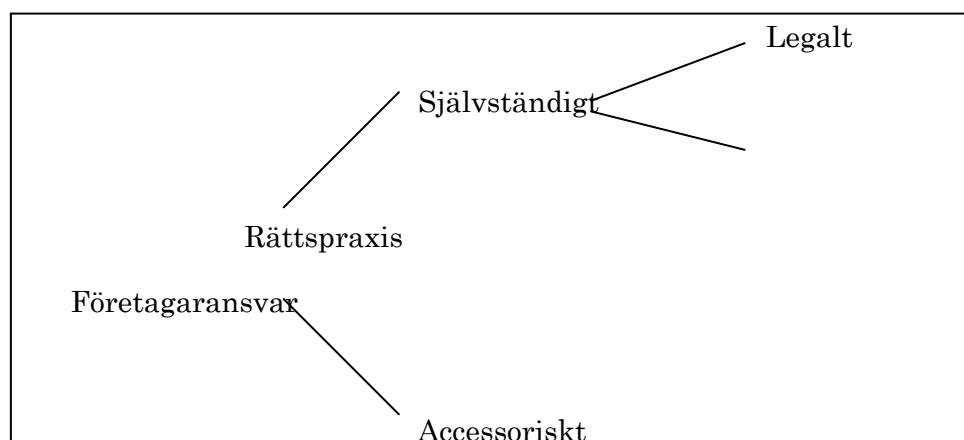 Legalt
Självständigt
Rättspraxis
Företagaransvar
Accessoriskt